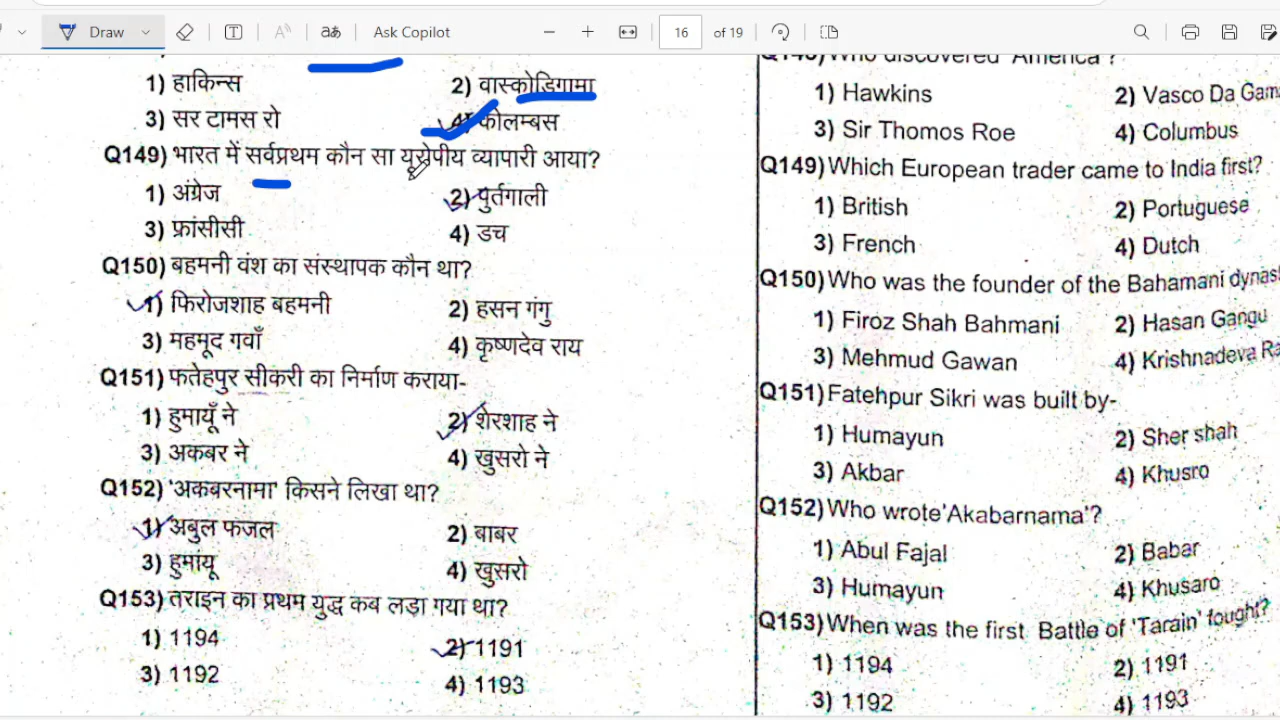 Draw
Ask Copilot
16 of 19
1) हाकिन्स
2) वास्कोडिगामा
3) सर टामस रो
4) कोलम्बस
Q149) भारत में सर्वप्रथम कौन सा यूरोपीय व्यापारी आया?
1) अंग्रेज
2) पुर्तगाली
3) फ्रांसीसी
4) डच
Q150) बहमनी वंश का संस्थापक कौन था?
1) फिरोजशाह बहमनी
2) हसन गंगु
3) महमूद गवाँ
4) कृष्णदेव राय
Q151) फतेहपुर सीकरी का निर्माण कराया-
1) हुमायूँ ने
2) शेरशाह ने
3) अकबर ने
4) खुसरो ने
Q152) 'अकबरनामा' किसने लिखा था?
1) अबुल फजल
2) बाबर
3) हुमांयू
4) खुसरो
Q153) तराइन का प्रथम युद्ध कब लड़ा गया था?
1) 1194
2) 1191
3) 1192
4) 1193
Who discovered 'America'?
1) Hawkins
2) Vasco Da Gam
3) Sir Thomos Roe
4) Columbus
Q149) Which European trader came to India first?
1) British
2) Portuguese
3) French
4) Dutch
Q150) Who was the founder of the Bahamani dynas
1) Firoz Shah Bahmani
2) Hasan Gangu
3) Mehmud Gawan
4) Krishnadeva Ra
Q151) Fatehpur Sikri was built by-
1) Humayun
2) Sher shah
3) Akbar
4) Khusro
Q152) Who wrote'Akabarnama'?
1) Abul Fajal
2) Babar
3) Humayun
4) Khusaro
Q153) When was the first Battle of 'Tarain' fought?
1) 1194
2) 1191
3) 1192
4) 1193